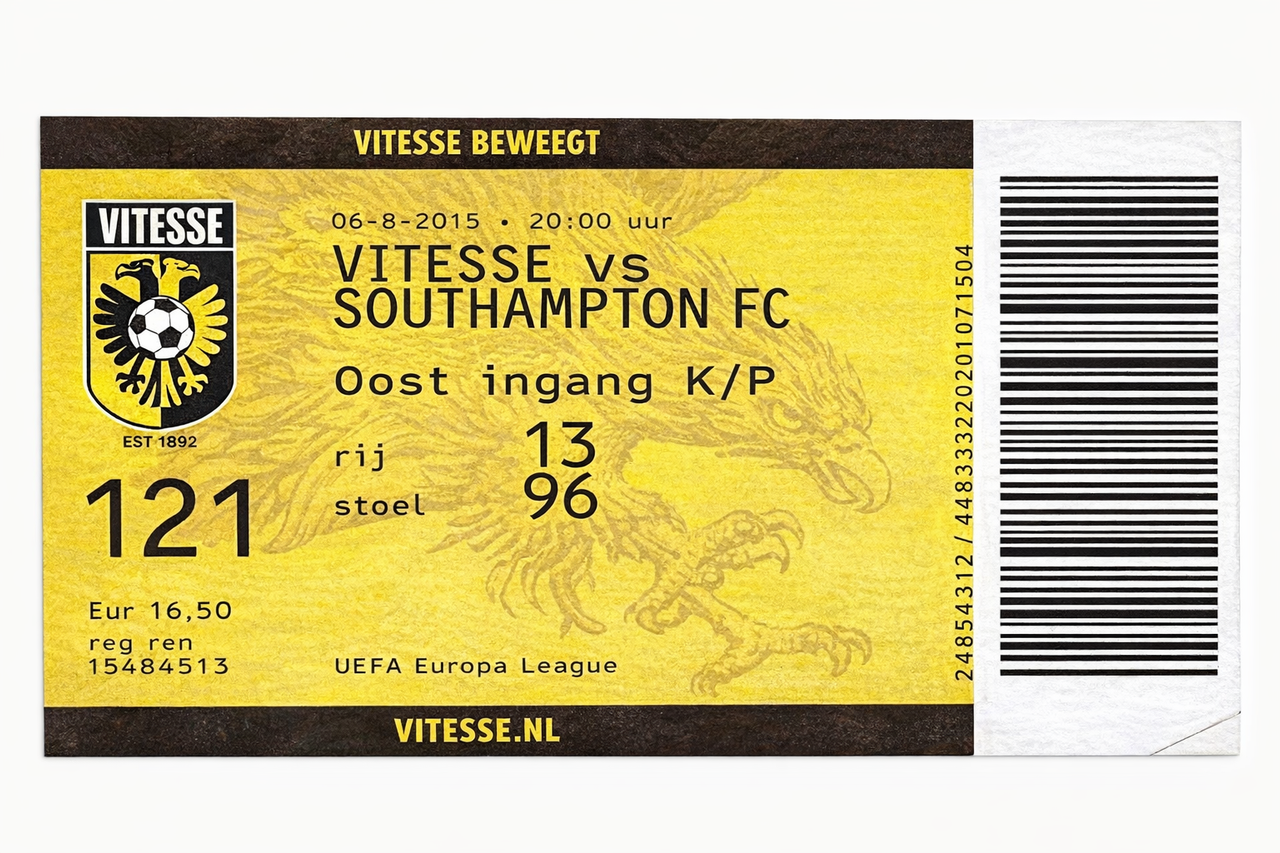 VITESSE BEWEEGT
VITESSE
EST 1892
121
Eur 16,50
reg ren
15484513
06-8-2015 • 20:00 uur
VITESSE vs
SOUTHAMPTON FC
Oost ingang K/P
rij 13
stoel 96
UEFA Europa League
VITESSE.NL
24854312 / 4483333220201071504